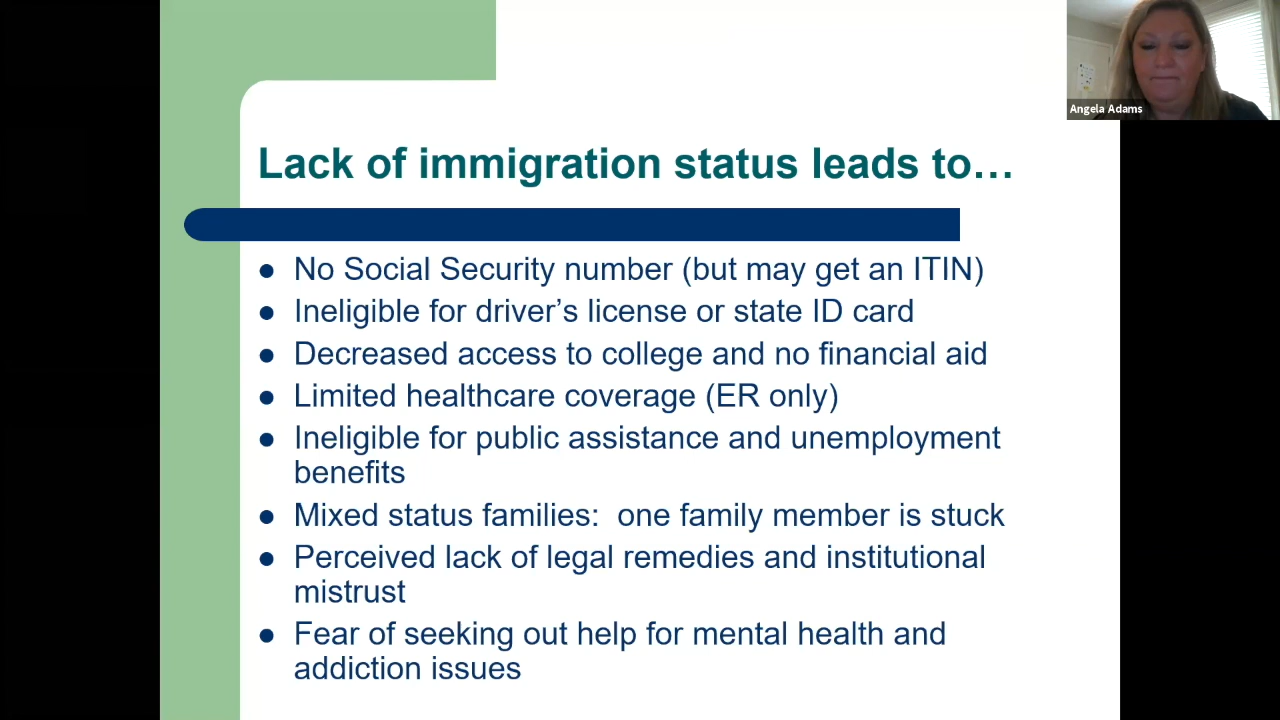 Angela Adams
Lack of immigration status leads to…
● No Social Security number (but may get an ITIN)
● Ineligible for driver’s license or state ID card
● Decreased access to college and no financial aid
● Limited healthcare coverage (ER only)
● Ineligible for public assistance and unemployment
benefits
● Mixed status families:  one family member is stuck
● Perceived lack of legal remedies and institutional
mistrust
● Fear of seeking out help for mental health and
addiction issues